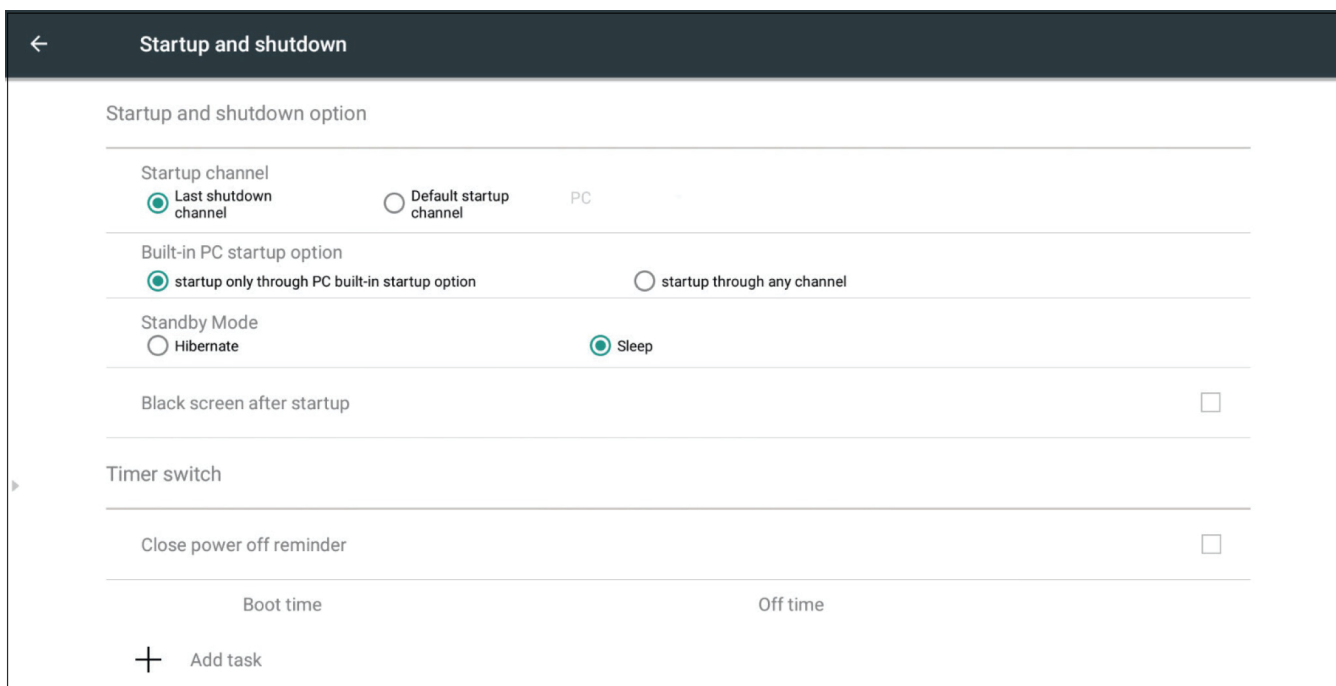 Startup and shutdown
Startup and shutdown option
Startup channel
Last shutdown
channel
Default startup
channel
PC
Built-in PC startup option
startup only through PC built-in startup option
startup through any channel
Standby Mode
Hibernate
Sleep
Black screen after startup
Timer switch
Close power off reminder
Boot time
Off time
Add task